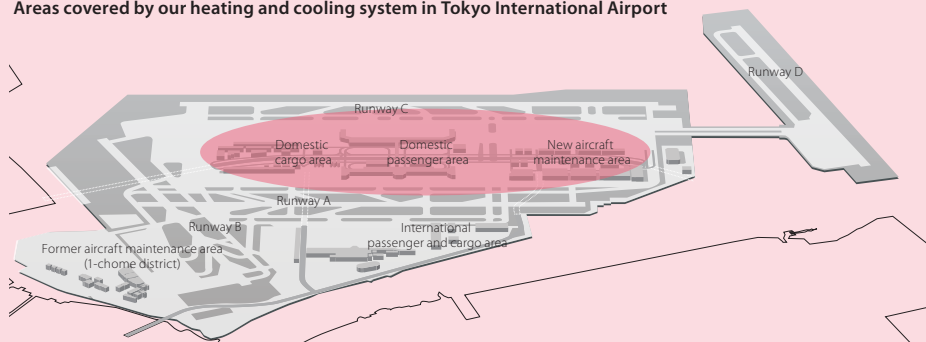 Areas covered by our heating and cooling system in Tokyo International Airport
Runway D
Runway C
Domestic
cargo area
Domestic
passenger area
New aircraft
maintenance area
Runway A
Runway B
International
passenger and cargo area
Former aircraft maintenance area
(1-chome district)